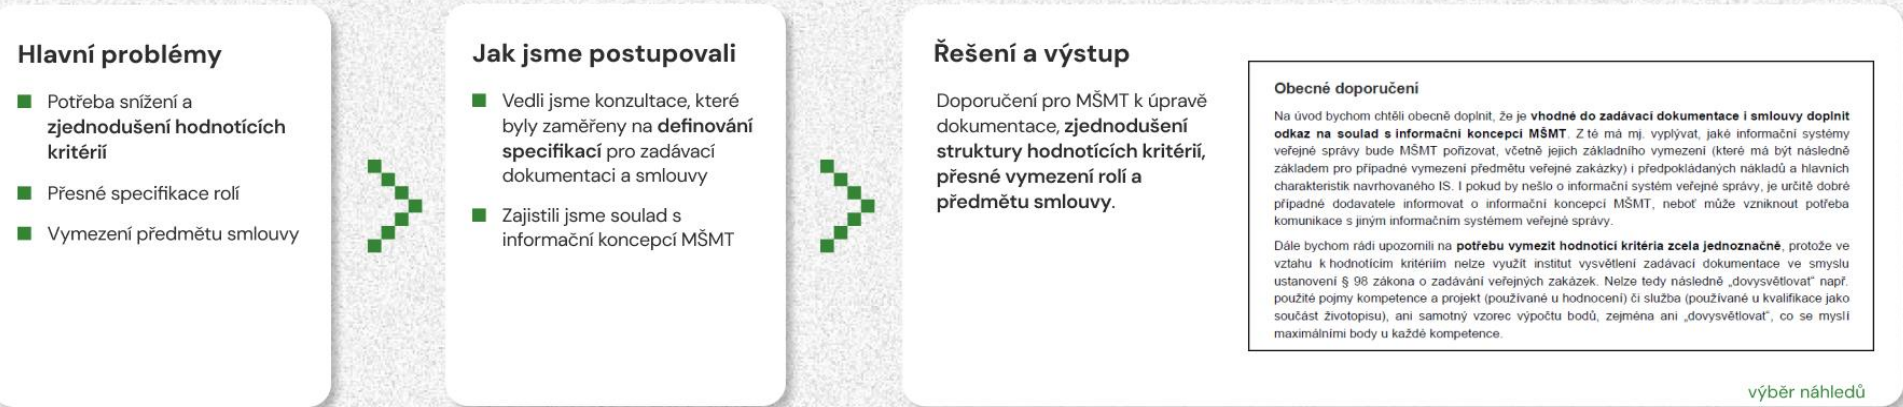 Hlavní problémy
Potřeba snížení a
zjednodušení hodnotících
kritérií
Přesné specifikace rolí
Vymezení předmětu smlouvy
Jak jsme postupovali
Vedli jsme konzultace, které
byly zaměřeny na definování
specifikací pro zadávací
dokumentaci a smlouvy
Zajistili jsme soulad s
informační koncepcí MŠMT
Řešení a výstup
Doporučení pro MŠMT k úpravě
dokumentace, zjednodušení
struktury hodnotících kritérií,
přesné vymezení rolí a
předmětu smlouvy.
Obecné doporučení
Na úvod bychom chtěli obecně doplnit, že je vhodné do zadávací dokumentace i smlouvy doplnit
odkaz na soulad s informační koncepcí MŠMT. Z té má mj. vyplývat, jaké informační systémy
veřejné správy bude MŠMT pořizovat, včetně jejich základního vymezení (které má být následně
základem pro případné vymezení předmětu veřejné zakázky) i předpokládaných nákladů a hlavních
charakteristik navrhovaného IS. I pokud by nešlo o informační systém veřejné správy, je určitě dobré
případné dodavatele informovat o informační koncepcí MŠMT, neboť může vzniknout potřeba
komunikace s jiným informačním systémem veřejné správy.
Dále bychom rádi upozornili na potřebu vymezit hodnotící kritéria zcela jednoznačně, protože ve
vztahu k hodnotícím kritériím nelze využít institut vysvětlení zadávací dokumentace ve smyslu
ustanovení § 98 zákona o zadávání veřejných zakázek. Nelze tedy následně „dovysvětlovat" např.
použité pojmy kompetence a projekt (používané u hodnocení) či služba (používané u kvalifikace jako
součást životopisu), ani samotný vzorec výpočtu bodů, zejména ani „dovysvětlovat", co se myslí
maximálními body u každé kompetence.
výběr náhledů